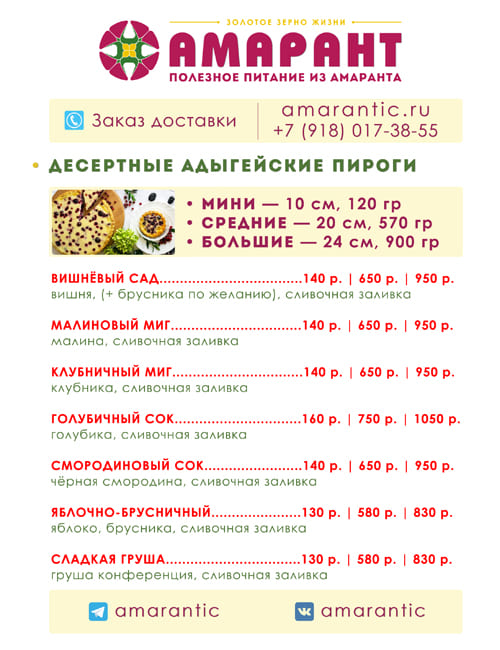 ЗОЛОТОЕ ЗЕРНО ЖИЗНИ
АМАРАНТ
ПОЛЕЗНОЕ ПИТАНИЕ ИЗ АМАРАНТА
Заказ доставки
amarantic.ru
+7 (918) 017-38-55
• ДЕСЕРТНЫЕ АДЫГЕЙСКИЕ ПИРОГИ
• МИНИ — 10 см, 120 гр
• СРЕДНИЕ — 20 см, 570 гр
• БОЛЬШИЕ — 24 см, 900 гр
ВИШНЁВЫЙ САД.................................140 р. | 650 р. | 950 р.
вишня, (+ брусника по желанию), сливочная заливка
МАЛИНОВЫЙ МИГ..............................140 р. | 650 р. | 950 р.
малина, сливочная заливка
КЛУБНИЧНЫЙ МИГ..............................140 р. | 650 р. | 950 р.
клубника, сливочная заливка
ГОЛУБИЧНЫЙ СОК.............................160 р. | 750 р. | 1050 р.
голубика, сливочная заливка
СМОРОДИНОВЫЙ СОК......................140 р. | 650 р. | 950 р.
чёрная смородина, сливочная заливка
ЯБЛОЧНО-БРУСНИЧНЫЙ....................130 р. | 580 р. | 830 р.
яблоко, брусника, сливочная заливка
СЛАДКАЯ ГРУША...............................130 р. | 580 р. | 830 р.
груша конференция, сливочная заливка
amarantic
amarantic